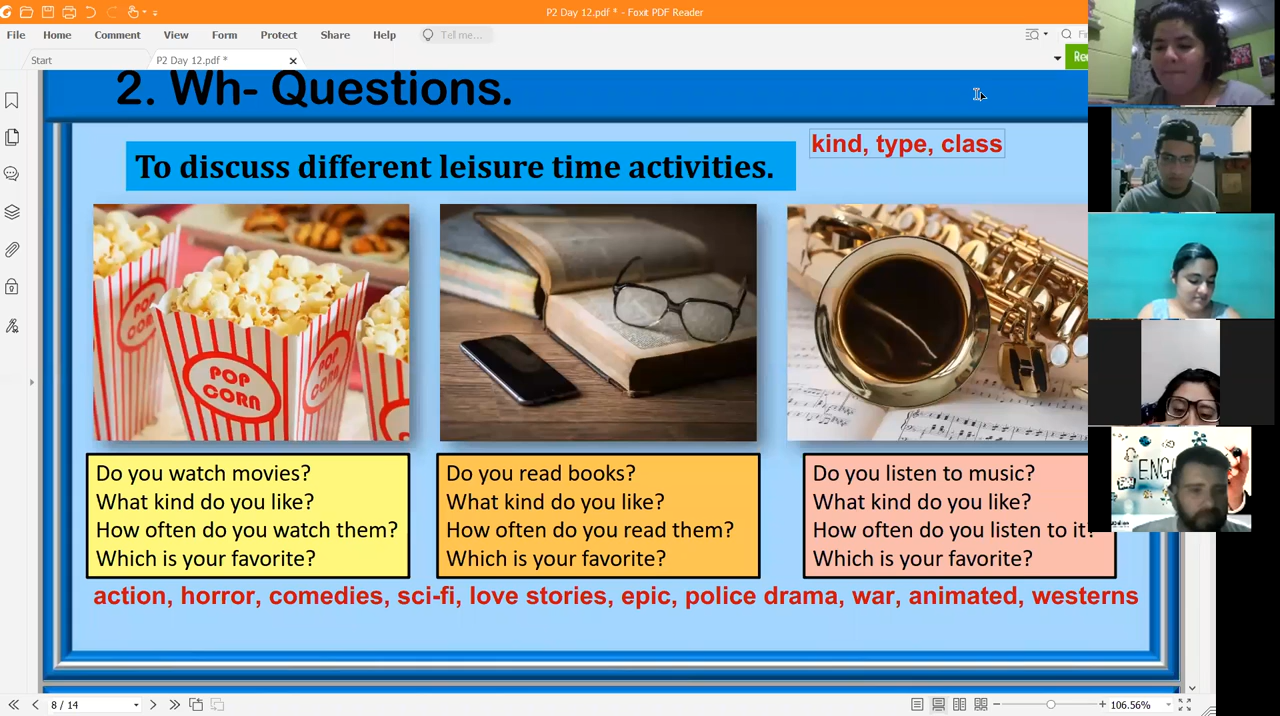 P2 Day 12.pdf * - Foxit PDF Reader
File Home Comment View Form Protect Share Help Tell me... Fi
Start P2 Day 12.pdf *
2. Wh- Questions.
kind, type, class
To discuss different leisure time activities.
POP CORN
POP CORN
POP CORN
Do you watch movies?
What kind do you like?
How often do you watch them?
Which is your favorite?
Do you read books?
What kind do you like?
How often do you read them?
Which is your favorite?
Do you listen to music?
What kind do you like?
How often do you listen to it?
Which is your favorite?
action, horror, comedies, sci-fi, love stories, epic, police drama, war, animated, westerns
8 / 14
106.56%